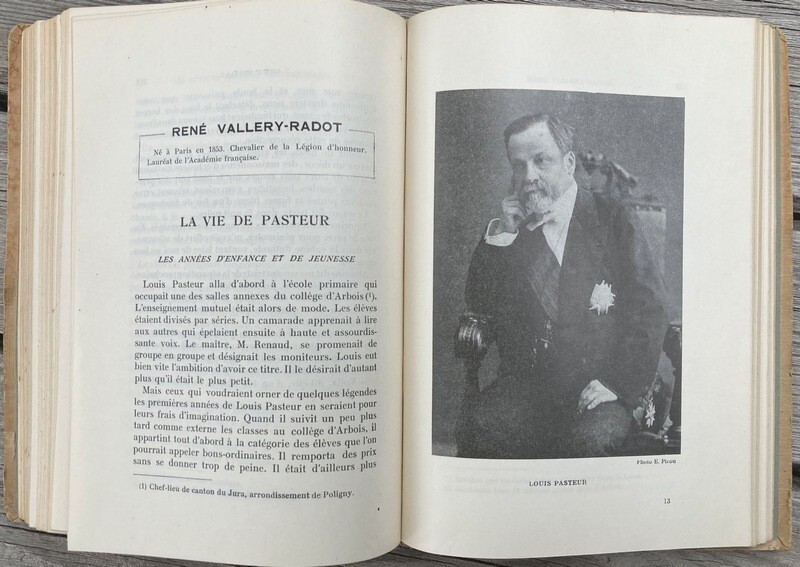 RENÉ VALLERY-RADOT
Né à Paris en 1853. Chevalier de la Légion d'honneur,
Lauréat de l'Académie française.
LA VIE DE PASTEUR
LES ANNÉES D'ENFANCE ET DE JEUNESSE
Louis Pasteur alla d'abord à l'école primaire qui
occupait une des salles annexes du collège d'Arbois (1).
L'enseignement mutuel était alors de mode. Les élèves
étaient divisés par séries. Un camarade apprenait à lire
aux autres qui épelaient ensuite à haute et assourdis-
sante voix. Le maître, M. Renaud, se promenait de
groupe en groupe et désignait les moniteurs. Louis eut
bien vite l'ambition d'avoir ce titre. Il le désirait d'autant
plus qu'il était le plus petit.
Mais ceux qui voudraient orner de quelques légendes
les premières années de Louis Pasteur en seraient pour
leurs frais d'imagination. Quand il suivit un peu plus
tard comme externe les classes au collège d'Arbois, il
appartint tout d'abord à la catégorie des élèves que l'on
pourrait appeler bons-ordinaires. Il remporta des prix
sans se donner trop de peine. Il était d'ailleurs plus
(1) Chef-lieu de canton du Jura, arrondissement de Poligny.
Photo E. Pirou
LOUIS PASTEUR
13